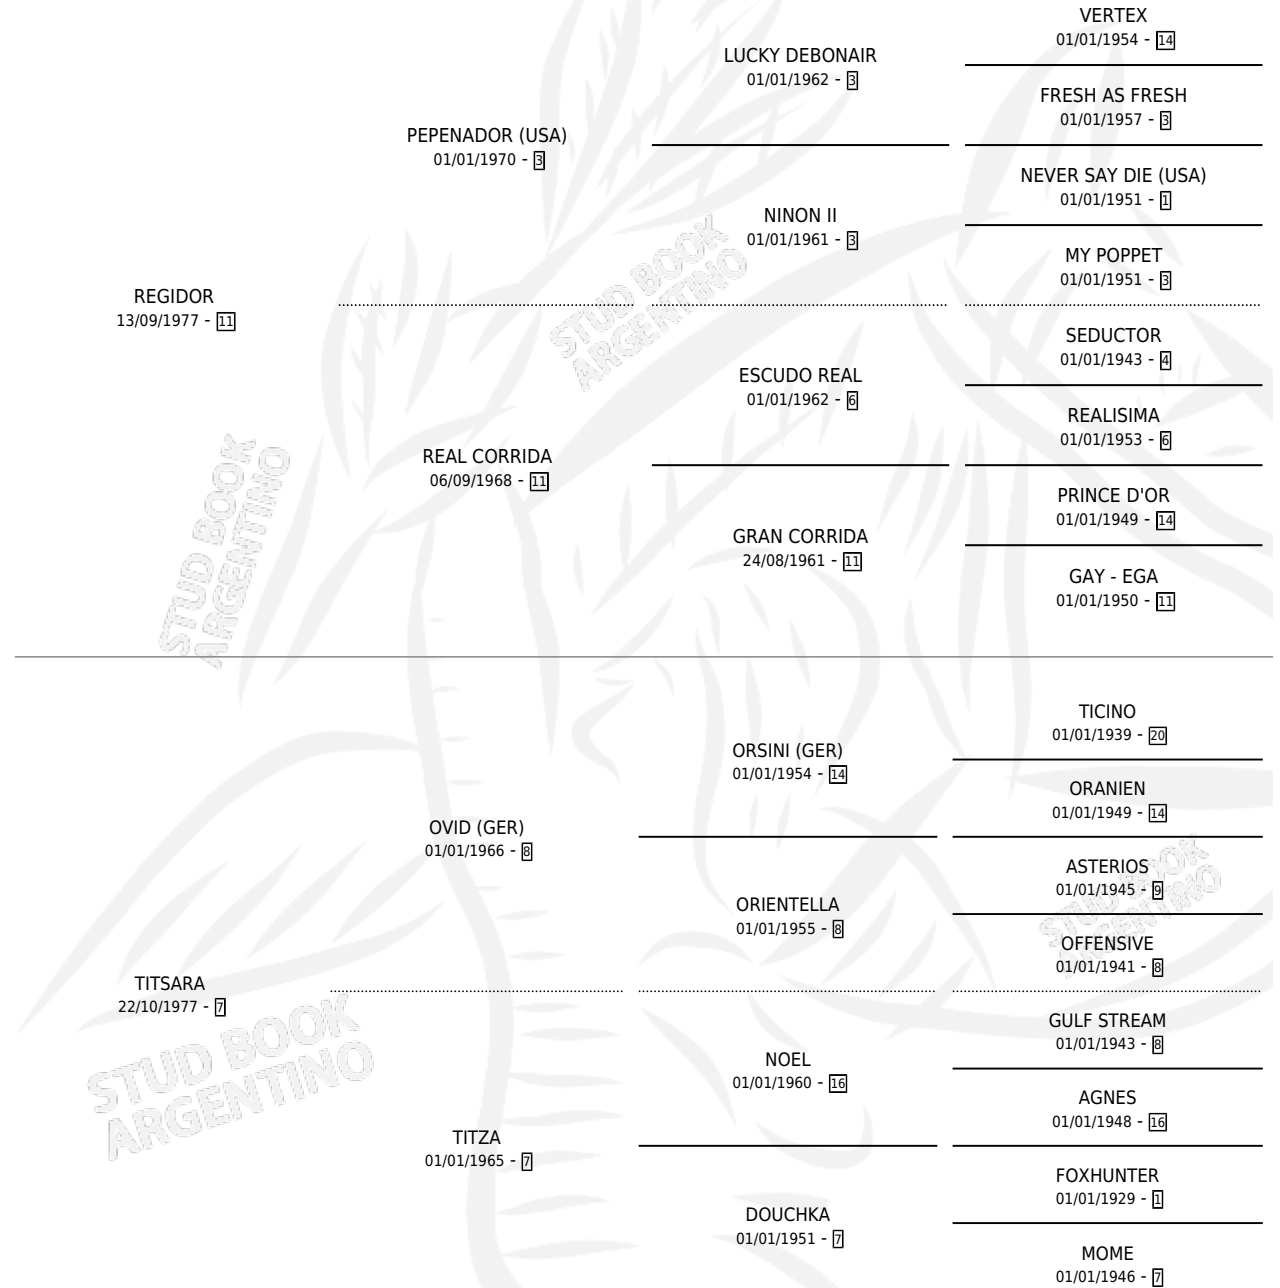 VERTEX
01/01/1954 - 14
LUCKY DEBONAIR
01/01/1962 - 3
FRESH AS FRESH
01/01/1957 - 3
PEPENADOR (USA)
01/01/1970 - 3
NEVER SAY DIE (USA)
01/01/1951 - 1
NINON II
01/01/1961 - 3
MY POPPET
01/01/1951 - 3
REGIDOR
13/09/1977 - 11
SEDUCTOR
01/01/1943 - 4
ESCUDO REAL
01/01/1962 - 6
REALISIMA
01/01/1953 - 6
REAL CORRIDA
06/09/1968 - 11
PRINCE D'OR
01/01/1949 - 14
GRAN CORRIDA
24/08/1961 - 11
GAY - EGA
01/01/1950 - 11
TICINO
01/01/1939 - 20
ORSINI (GER)
01/01/1954 - 14
ORANIEN
01/01/1949 - 14
OVID (GER)
01/01/1966 - 8
ASTERIOS
01/01/1945 - 9
ORIENTELLA
01/01/1955 - 8
OFFENSIVE
01/01/1941 - 8
TITSARA
22/10/1977 - 7
GULF STREAM
01/01/1943 - 8
NOEL
01/01/1960 - 16
AGNES
01/01/1948 - 16
TITZA
01/01/1965 - 7
FOXHUNTER
01/01/1929 - 1
DOUCHKA
01/01/1951 - 7
MOME
01/01/1946 - 7
STUD BOOK
ARGENTINO
STUD BOOK
ARGENTINO
STUD BOOK
ARGENTINO
STUD BOOK
ARGENTINO